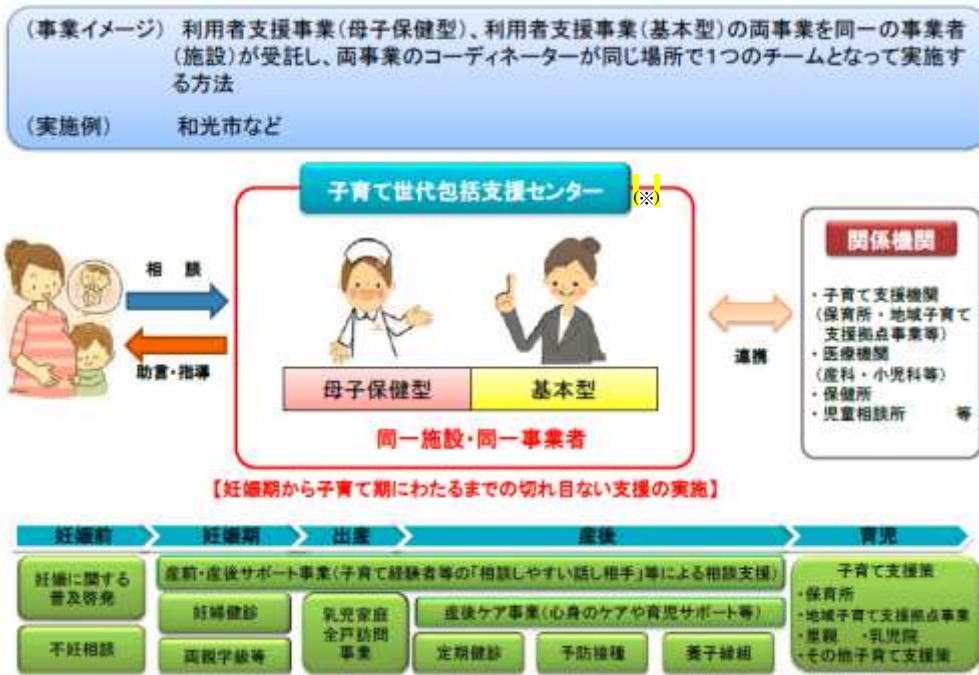 （事業イメージ） 利用者支援事業（母子保健型）、利用者支援事業（基本型）の両事業を同一の事業者
（施設）が受託し、両事業のコーディネーターが同じ場所で１つのチームとなって実施す
る方法
（実施例） 和光市など
子育て世代包括支援センター
(※)
相 談
助言・指導
母子保健型
基本型
同一施設・同一事業者
連携
関係機関
・子育て支援機関
（保育所・地域子育て
支援拠点事業等）
・医療機関
（産科・小児科等）
・保健所
・児童相談所 等
【妊娠期から子育て期にわたるまでの切れ目ない支援の実施】
妊娠前
妊娠期
出産
産後
育児
妊娠に関する
普及啓発
不妊相談
産前・産後サポート事業（子育て経験者等の「相談しやすい話し相手」等による相談支援）
妊婦健診
両親学級等
乳児家庭
全戸訪問
事業
産後ケア事業（心身のケアや育児サポート等）
定期健診
予防接種
養子縁組
子育て支援策
・保育所
・地域子育て支援拠点事業
・里親 ・乳児院
・その他子育て支援策